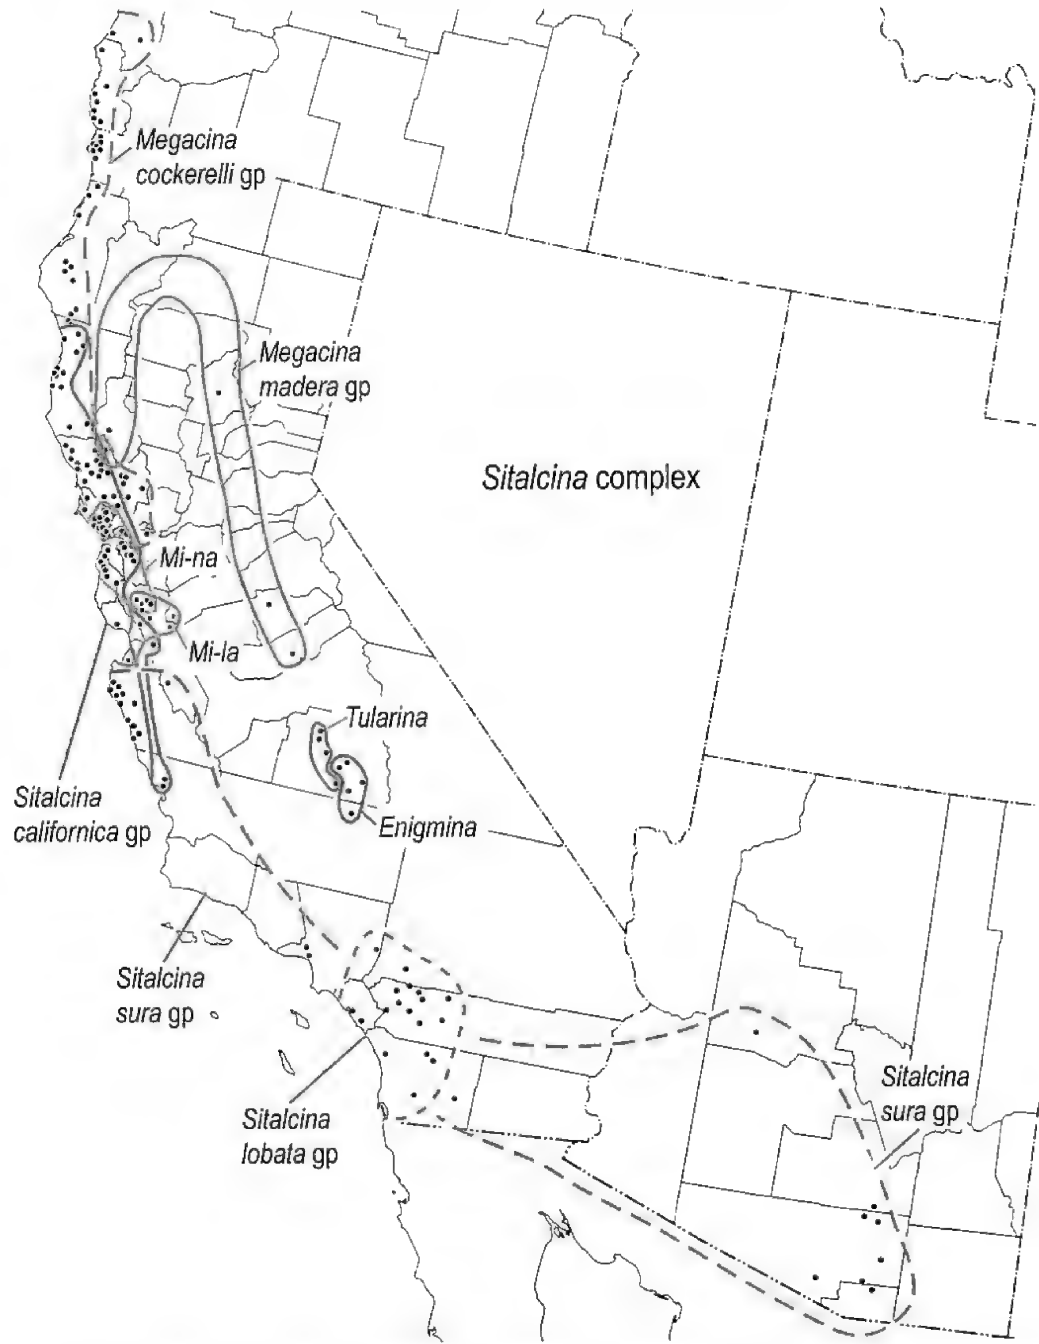 Megacina
cockerelli gp
Megacina
madera gp
Sitalcina complex
Mi-na
Mi-la
Tularina
Sitalcina
californica gp
Enigmina
Sitalcina
sura gp
Sitalcina
sura gp
Sitalcina
lobata gp